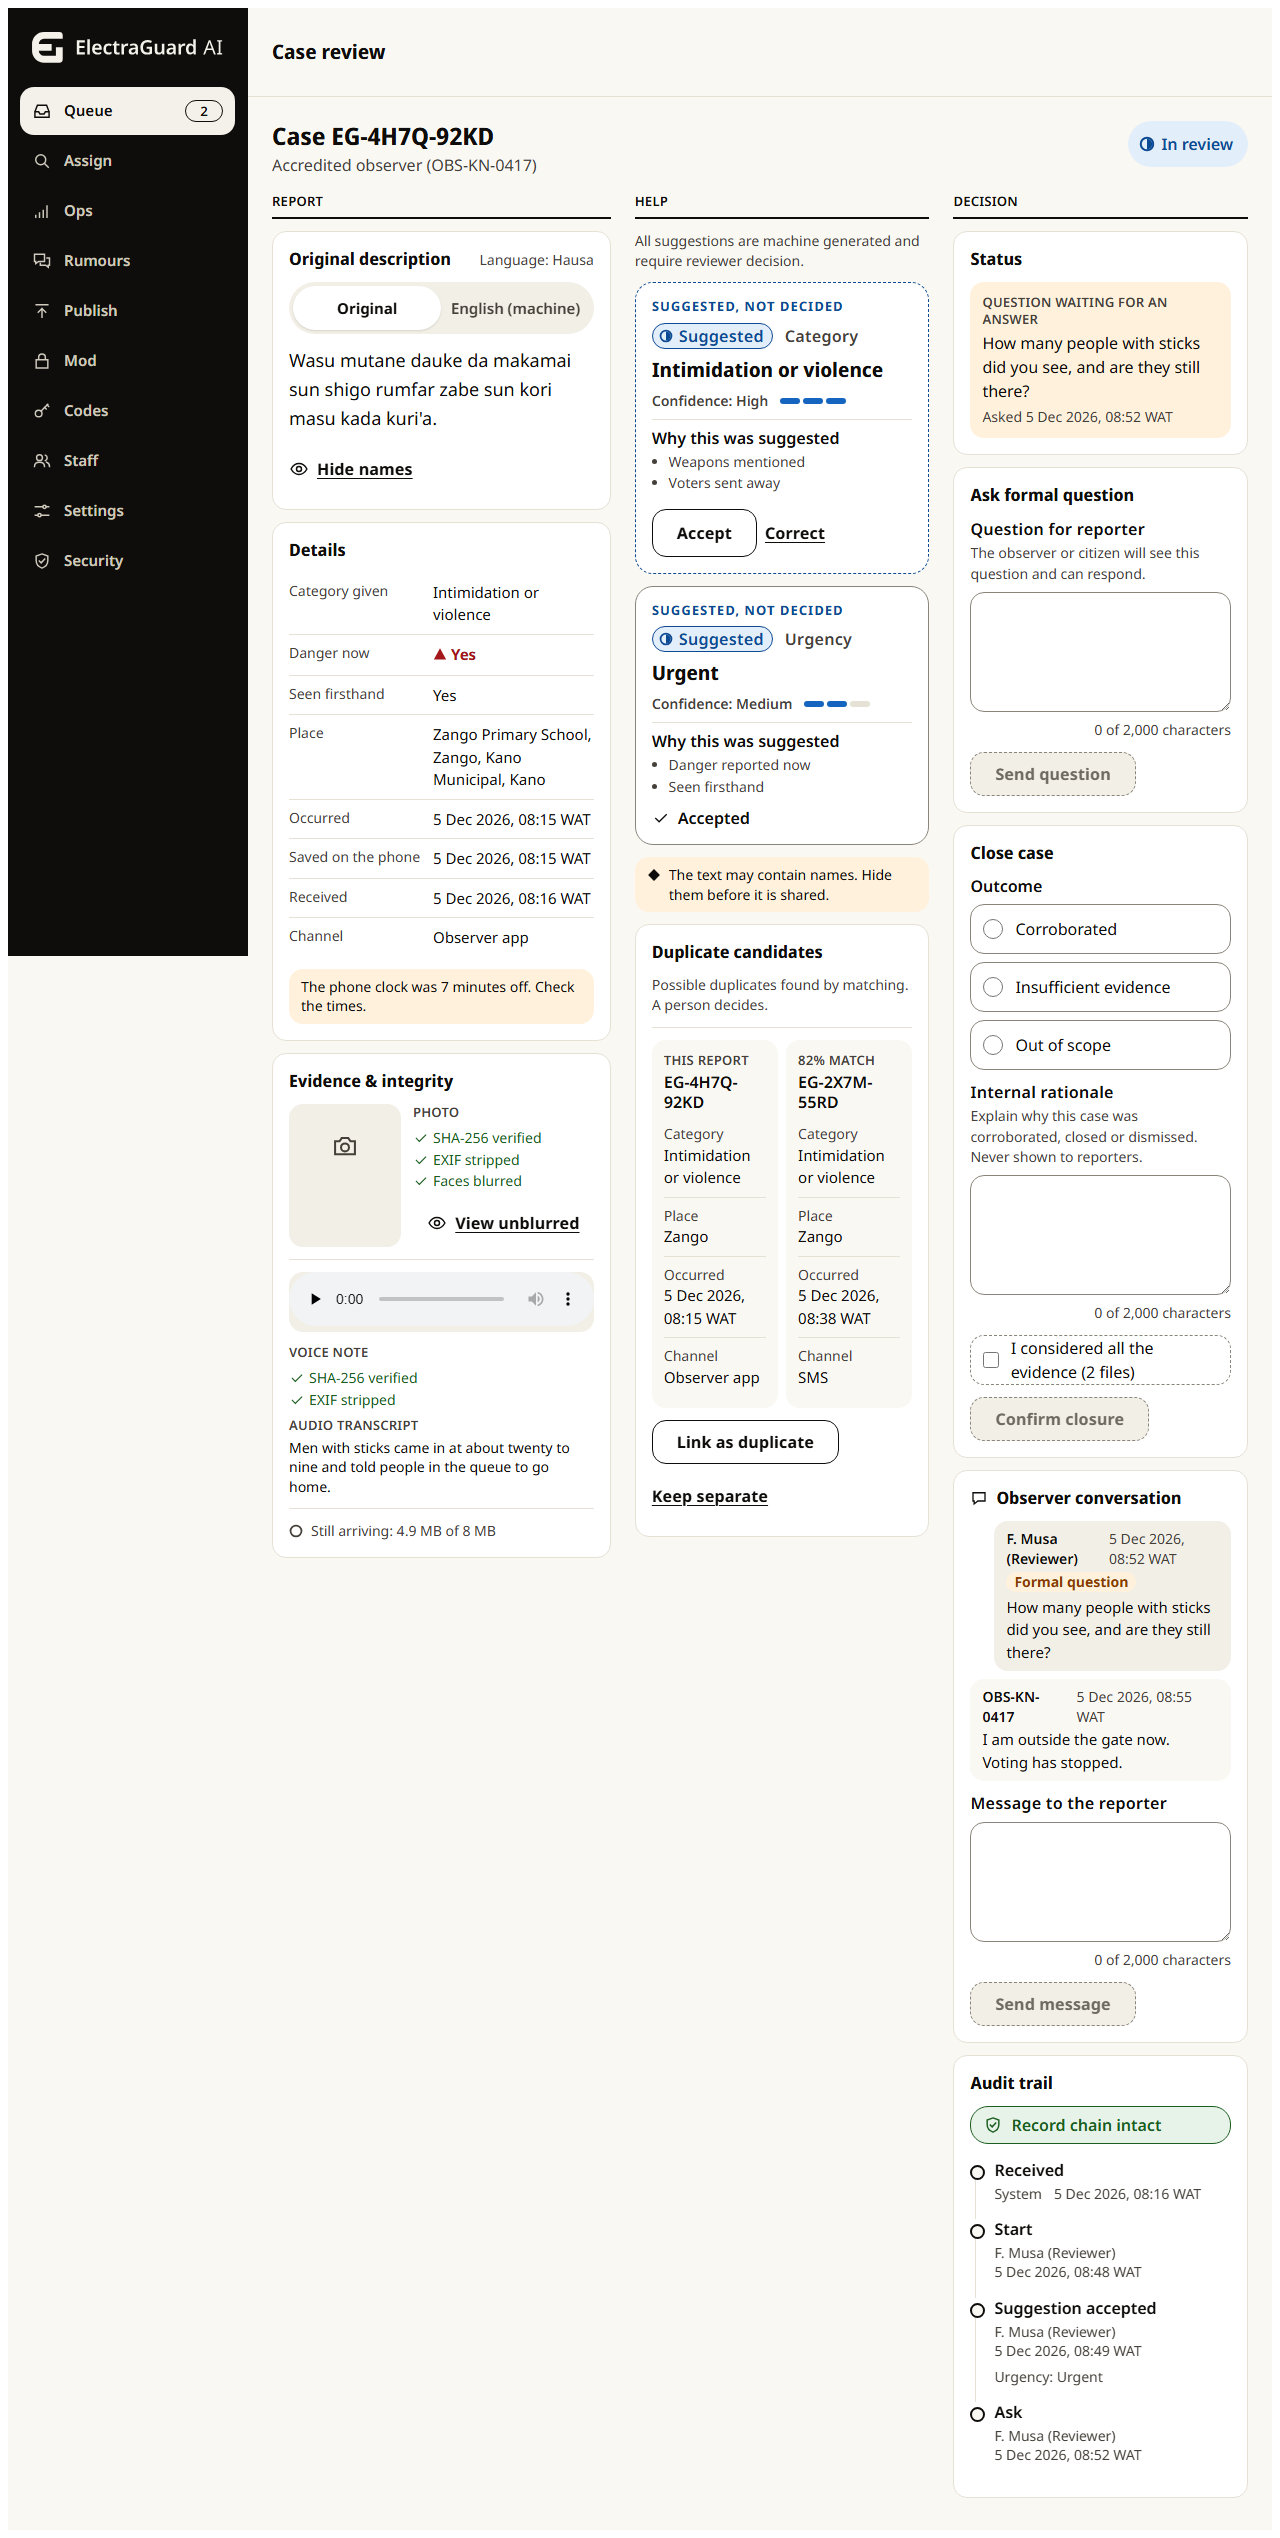 ElectraGuard AI
Queue
2
Assign
Ops
Rumours
Publish
Mod
Codes
Staff
Settings
Security
Case review
Case EG-4H7Q-92KD
Accredited observer (OBS-KN-0417)
In review
REPORT
Original description
Language: Hausa
Original
English (machine)
Wasu mutane dauke da makamai
sun shigo rumfar zabe sun kori
masu kada kuri'a.
Hide names
Details
Category given
Intimidation or
violence
Danger now
Yes
Seen firsthand
Yes
Place
Zango Primary School,
Zango, Kano
Municipal, Kano
Occurred
5 Dec 2026, 08:15 WAT
Saved on the phone
5 Dec 2026, 08:15 WAT
Received
5 Dec 2026, 08:16 WAT
Channel
Observer app
The phone clock was 7 minutes off. Check
the times.
Evidence & integrity
PHOTO
SHA-256 verified
EXIF stripped
Faces blurred
View unblurred
0:00
VOICE NOTE
SHA-256 verified
EXIF stripped
AUDIO TRANSCRIPT
Men with sticks came in at about twenty to
nine and told people in the queue to go
home.
Still arriving: 4.9 MB of 8 MB
HELP
All suggestions are machine generated and
require reviewer decision.
SUGGESTED, NOT DECIDED
Suggested
Category
Intimidation or violence
Confidence: High
Why this was suggested
Weapons mentioned
Voters sent away
Accept
Correct
SUGGESTED, NOT DECIDED
Suggested
Urgency
Urgent
Confidence: Medium
Why this was suggested
Danger reported now
Seen firsthand
Accepted
The text may contain names. Hide
them before it is shared.
Duplicate candidates
Possible duplicates found by matching.
A person decides.
THIS REPORT
EG-4H7Q-
92KD
Category
Intimidation
or violence
Place
Zango
Occurred
5 Dec 2026,
08:15 WAT
Channel
Observer app
82% MATCH
EG-2X7M-
55RD
Category
Intimidation
or violence
Place
Zango
Occurred
5 Dec 2026,
08:38 WAT
Channel
SMS
Link as duplicate
Keep separate
DECISION
Status
QUESTION WAITING FOR AN
ANSWER
How many people with sticks
did you see, and are they still
there?
Asked 5 Dec 2026, 08:52 WAT
Ask formal question
Question for reporter
The observer or citizen will see this
question and can respond.
0 of 2,000 characters
Send question
Close case
Outcome
Corroborated
Insufficient evidence
Out of scope
Internal rationale
Explain why this case was
corroborated, closed or dismissed.
Never shown to reporters.
0 of 2,000 characters
I considered all the
evidence (2 files)
Confirm closure
Observer conversation
F. Musa
(Reviewer)
5 Dec 2026,
08:52 WAT
Formal question
How many people with sticks
did you see, and are they still
there?
OBS-KN-
0417
5 Dec 2026, 08:55
WAT
I am outside the gate now.
Voting has stopped.
Message to the reporter
0 of 2,000 characters
Send message
Audit trail
Record chain intact
Received
System 5 Dec 2026, 08:16 WAT
Start
F. Musa (Reviewer)
5 Dec 2026, 08:48 WAT
Suggestion accepted
F. Musa (Reviewer)
5 Dec 2026, 08:49 WAT
Urgency: Urgent
Ask
F. Musa (Reviewer)
5 Dec 2026, 08:52 WAT